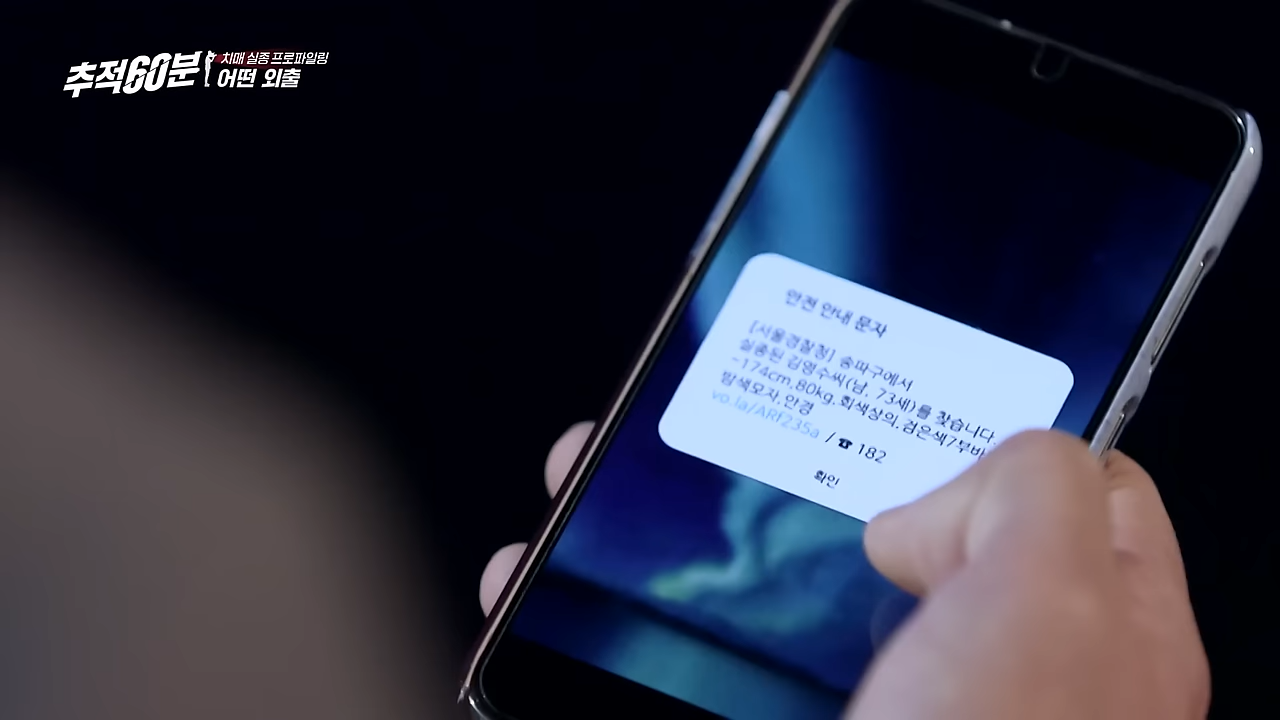 추적60분
치매 실종 프로파일링
어떤 외출
안전 안내 문자
[서울경찰청] 송파구에서
실종된 김영수씨(남, 73세)를 찾습니다.
-174cm,80kg,회색상의,검은색7부바
밤색모자,안경
vo.la/ARf235a / ☎ 182
확인